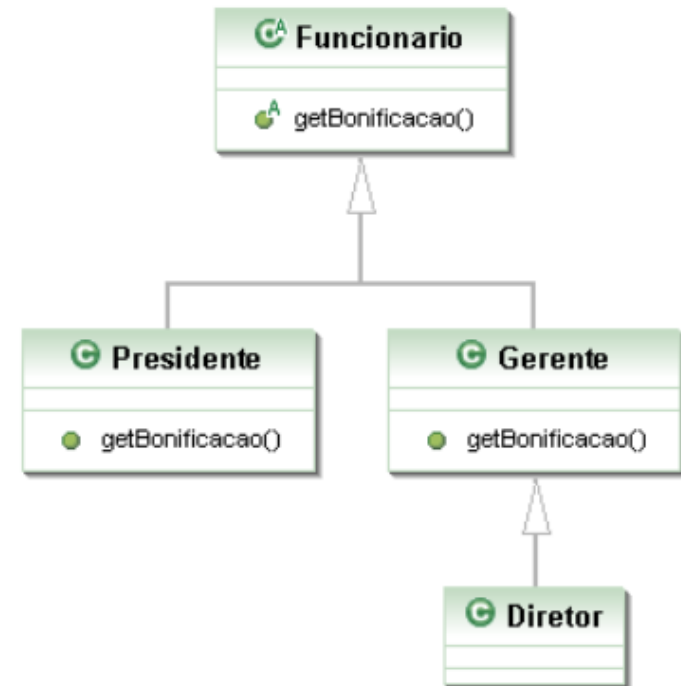 Funcionario
getBonificacao()
Presidente
getBonificacao()
Gerente
getBonificacao()
Diretor